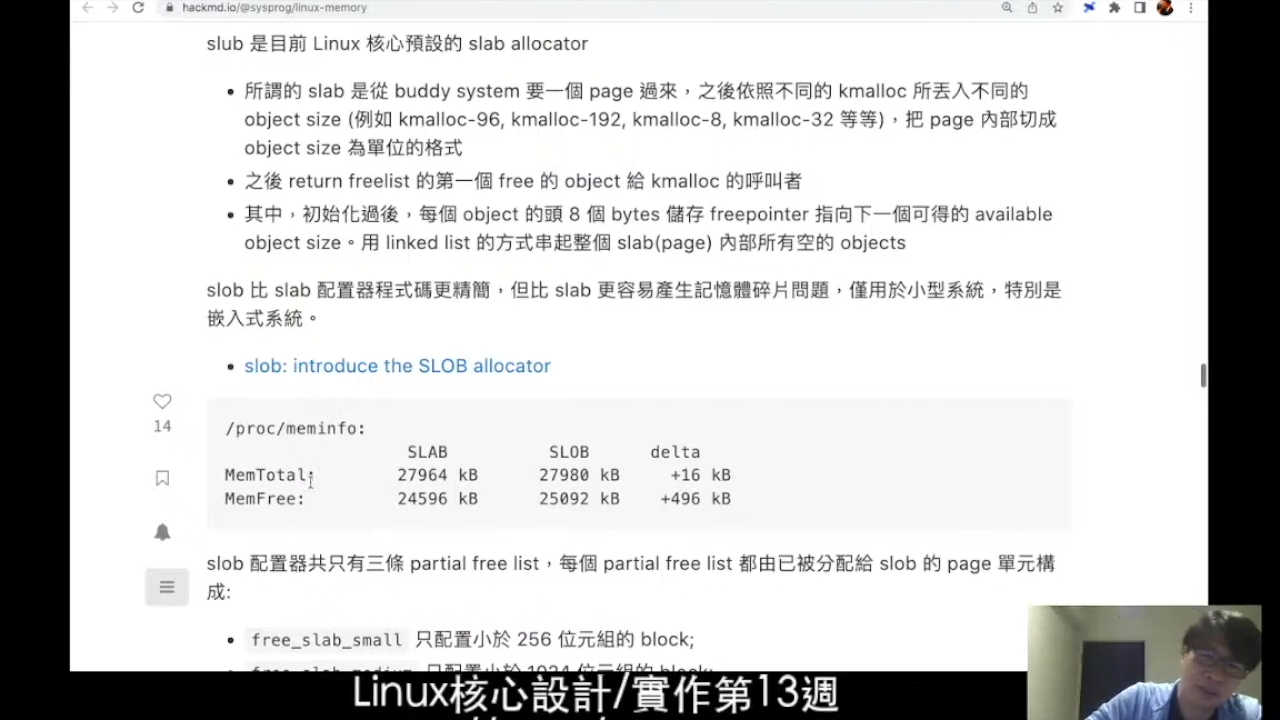 hackmd.io/@sysprog/linux-memory
slub 是目前 Linux 核心預設的 slab allocator
所謂的 slab 是從 buddy system 要一個 page 過來，之後依照不同的 kmalloc 所丟入不同的
object size (例如 kmalloc-96, kmalloc-192, kmalloc-8, kmalloc-32 等等)，把 page 內部切成
object size 為單位的格式
之後 return freelist 的第一個 free 的 object 給 kmalloc 的呼叫者
其中，初始化過後，每個 object 的頭 8 個 bytes 儲存 freepointer 指向下一個可得的 available
object size。用 linked list 的方式串起整個 slab(page) 內部所有空的 objects
slob 比 slab 配置器程式碼更精簡，但比 slab 更容易產生記憶體碎片問題，僅用於小型系統，特別是
嵌入式系統。
slob: introduce the SLOB allocator
/proc/meminfo:
SLAB SLOB delta
MemTotal: 27964 kB 27980 kB +16 kB
MemFree: 24596 kB 25092 kB +496 kB
14
slob 配置器共只有三條 partial free list，每個 partial free list 都由已被分配給 slob 的 page 單元構
成:
free_slab_small 只配置小於 256 位元組的 block;
free_slab_medium 只配置小於 1024 位元組的 block;
Linux核心設計/實作第13週